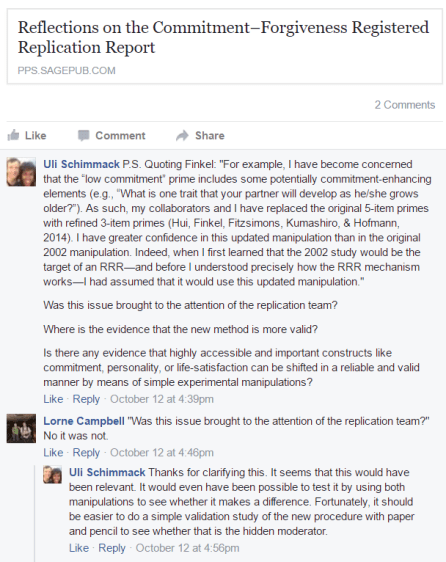 Reflections on the Commitment–Forgiveness Registered
Replication Report
PPS.SAGEPUB.COM
2 Comments
Like Comment Share
Uli Schimmack P.S. Quoting Finkel: "For example, I have become concerned
that the “low commitment” prime includes some potentially commitment-enhancing
elements (e.g., “What is one trait that your partner will develop as he/she grows
older?”). As such, my collaborators and I have replaced the original 5-item primes
with refined 3-item primes (Hui, Finkel, Fitzsimons, Kumashiro, & Hofmann,
2014). I have greater confidence in this updated manipulation than in the original
2002 manipulation. Indeed, when I first learned that the 2002 study would be the
target of an RRR—and before I understood precisely how the RRR mechanism
works—I had assumed that it would use this updated manipulation."
Was this issue brought to the attention of the replication team?
Where is the evidence that the new method is more valid?
Is there any evidence that highly accessible and important constructs like
commitment, personality, or life-satisfaction can be shifted in a reliable and valid
manner by means of simple experimental manipulations?
Like · Reply · October 12 at 4:39pm
Lorne Campbell "Was this issue brought to the attention of the replication team?"
No it was not.
Like · Reply · October 12 at 4:46pm
Uli Schimmack Thanks for clarifying this. It seems that this would have
been relevant. It would even have been possible to test it by using both
manipulations to see whether it makes a difference. Fortunately, it should
be easier to do a simple validation study of the new procedure with paper
and pencil to see whether that is the hidden moderator.
Like · Reply · October 12 at 4:56pm